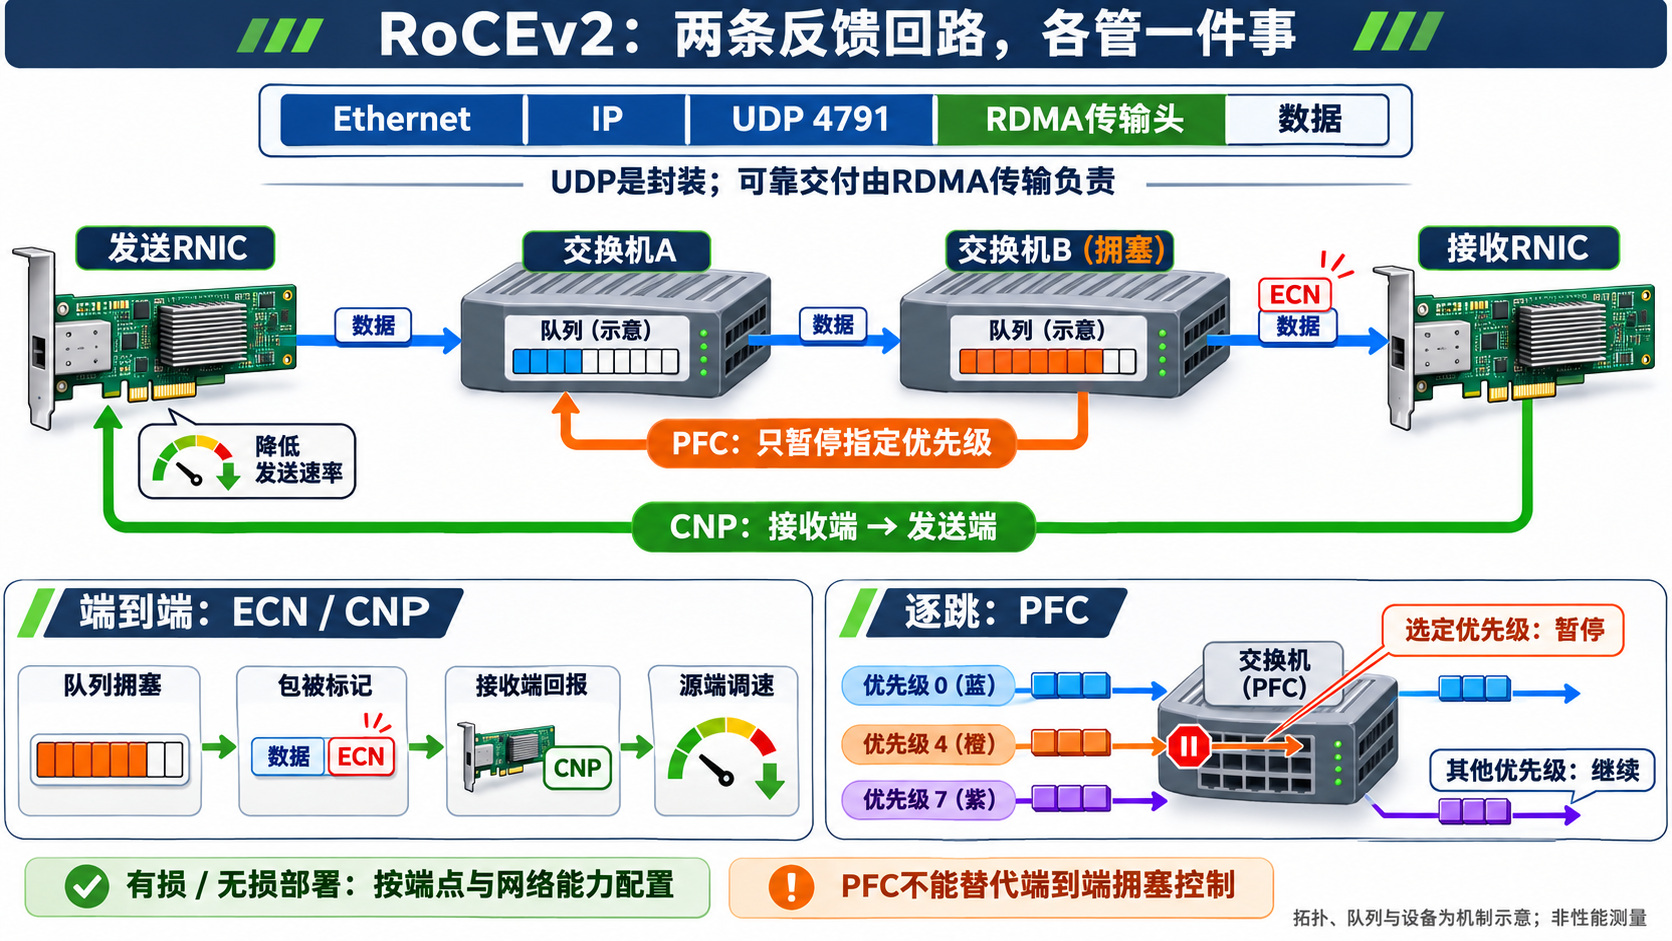 RoCEv2：两条反馈回路，各管一件事
Ethernet
IP
UDP 4791
RDMA传输头
数据
UDP是封装；可靠交付由RDMA传输负责
发送RNIC
交换机A
交换机B（拥塞）
接收RNIC
数据
队列（示意）
数据
队列（示意）
ECN
数据
降低
发送速率
PFC：只暂停指定优先级
CNP：接收端 → 发送端
端到端：ECN / CNP
队列拥塞
包被标记
数据
ECN
接收端回报
CNP
源端调速
逐跳：PFC
选定优先级：暂停
优先级 0（蓝）
优先级 4（橙）
优先级 7（紫）
交换机
（PFC）
其他优先级：继续
有损 / 无损部署：按端点与网络能力配置
PFC不能替代端到端拥塞控制
拓扑、队列与设备为机制示意；非性能测量